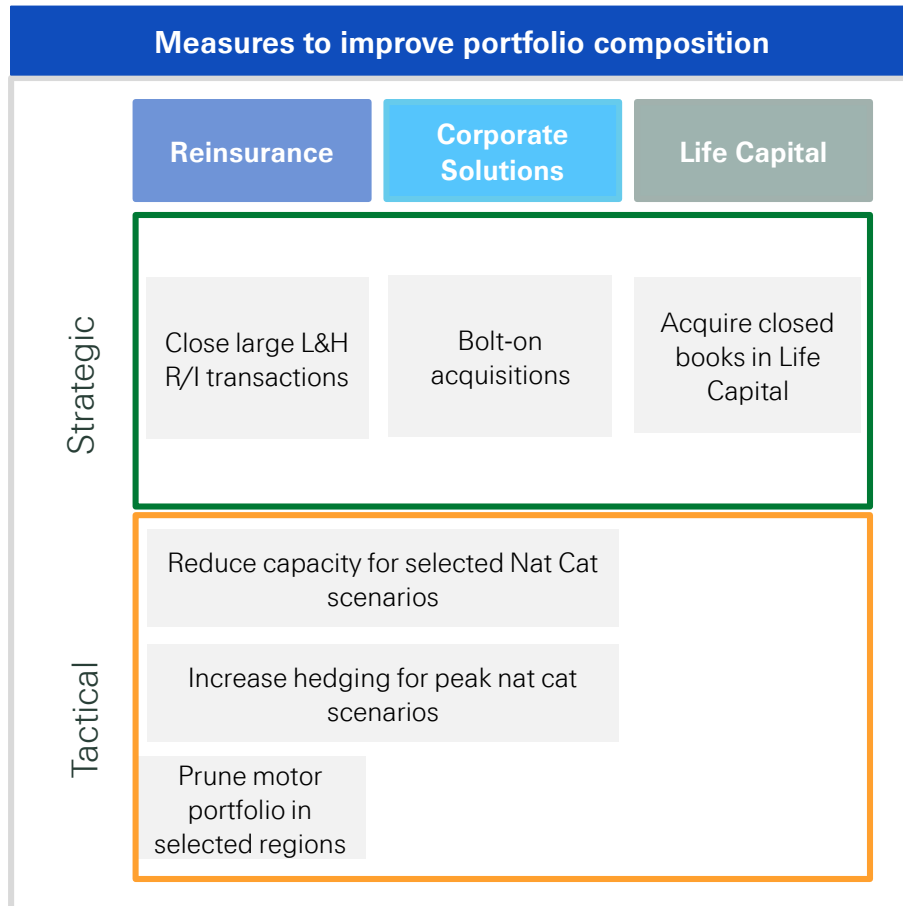 Measures to improve portfolio composition
Reinsurance
Corporate
Solutions
Life Capital
Strategic
Close large L&H
R/I transactions
Bolt-on
acquisitions
Acquire closed
books in Life
Capital
Tactical
Reduce capacity for selected Nat Cat
scenarios
Increase hedging for peak nat cat
scenarios
Prune motor
portfolio in
selected regions